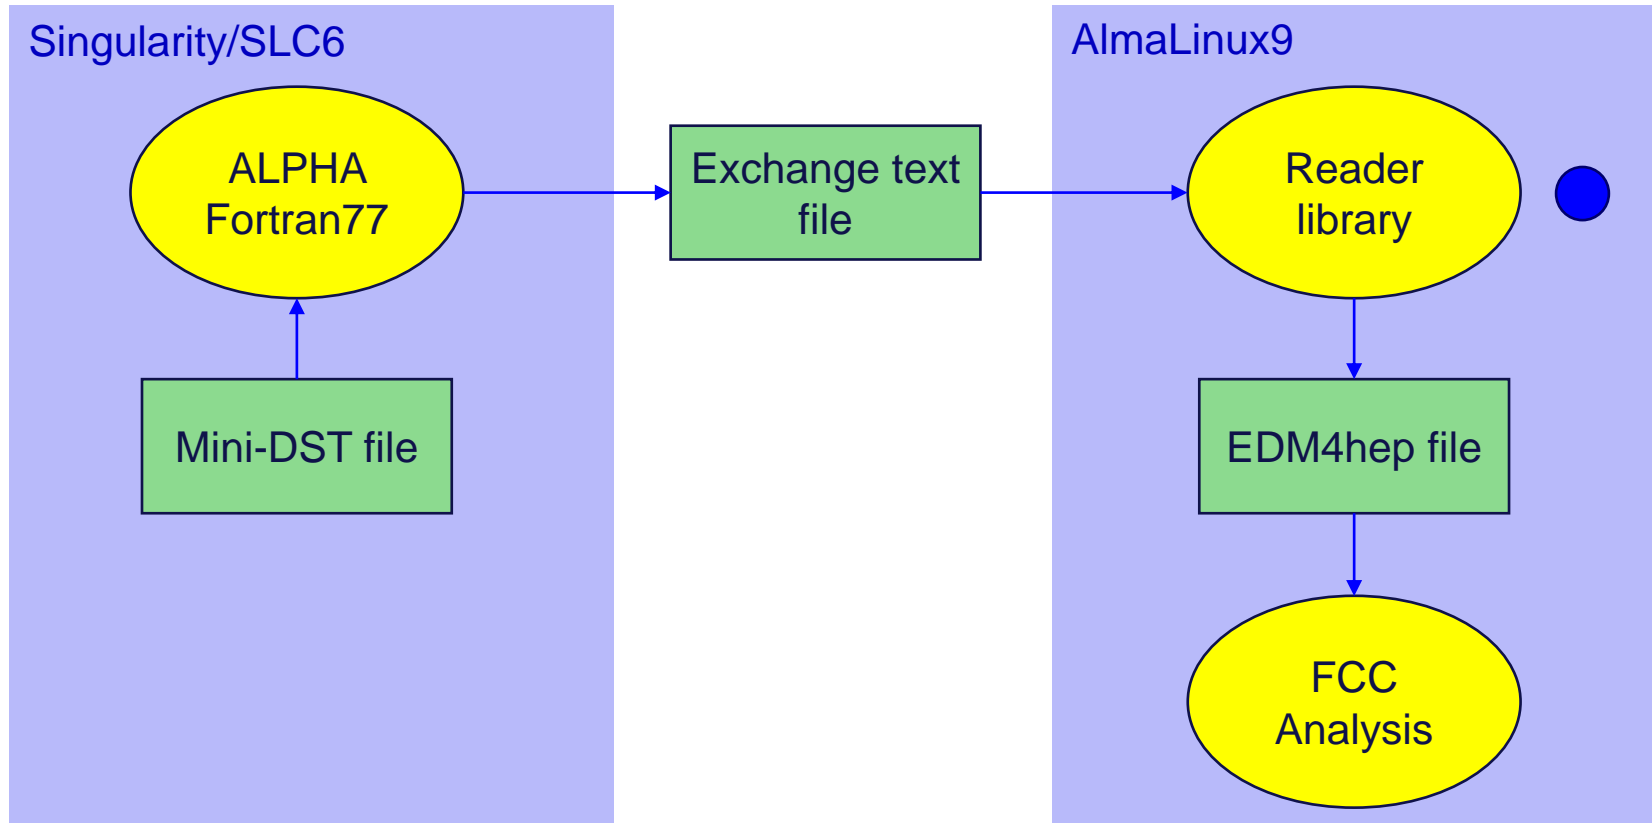 Singularity/SLC6
AlmaLinux9
ALPHA
Fortran77
Exchange text
file
Reader
library
Mini-DST file
EDM4hep file
FCC
Analysis